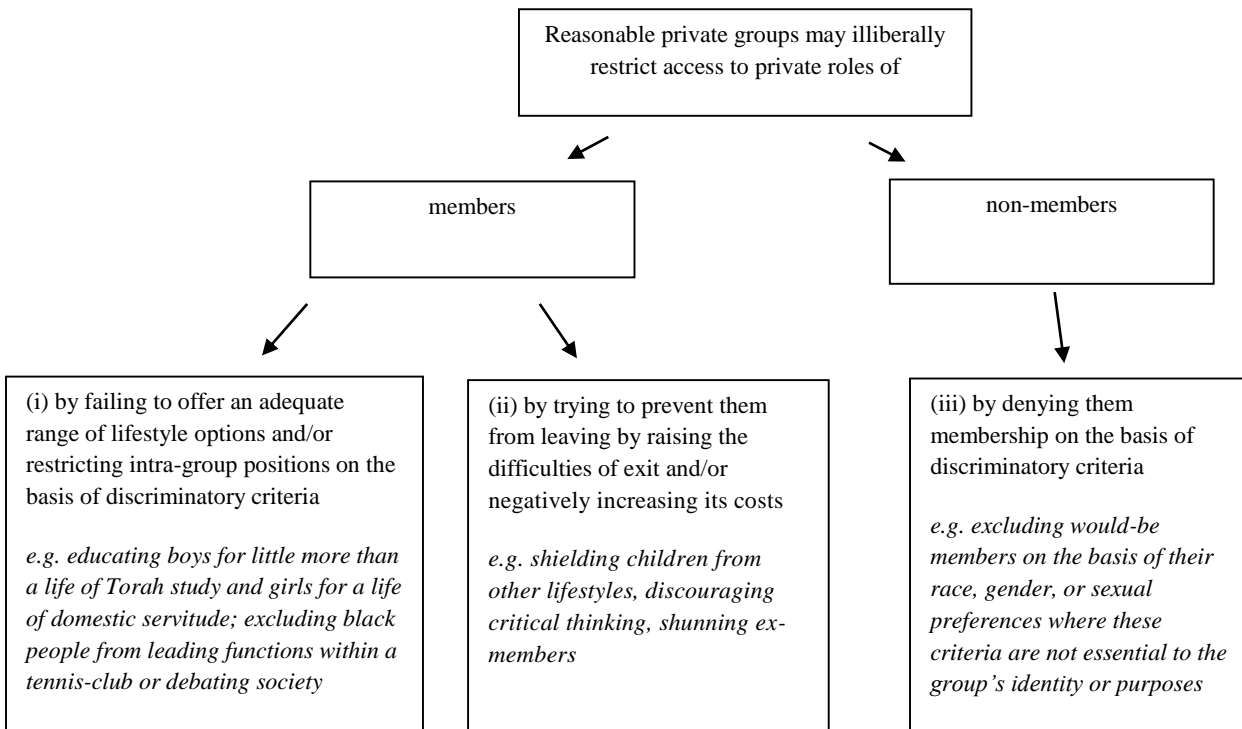 Reasonable private groups may illiberally
restrict access to private roles of
members
non-members
(i) by failing to offer an adequate
range of lifestyle options and/or
restricting intra-group positions on the
basis of discriminatory criteria
e.g. educating boys for little more than
a life of Torah study and girls for a life
of domestic servitude; excluding black
people from leading functions within a
tennis-club or debating society
(ii) by trying to prevent them
from leaving by raising the
difficulties of exit and/or
negatively increasing its costs
e.g. shielding children from
other lifestyles, discouraging
critical thinking, shunning ex-
members
(iii) by denying them
membership on the basis of
discriminatory criteria
e.g. excluding would-be
members on the basis of their
race, gender, or sexual
preferences where these
criteria are not essential to the
group's identity or purposes